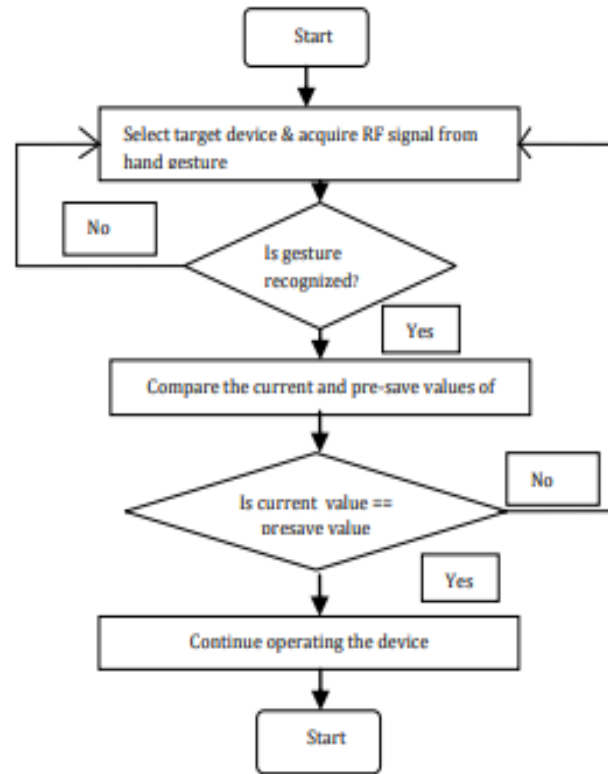 Start
Select target device & acquire RF signal from
hand gesture
No
Is gesture
recognized?
Yes
Compare the current and pre-save values of
Is current value ==
presave value
No
Yes
Continue operating the device
Start